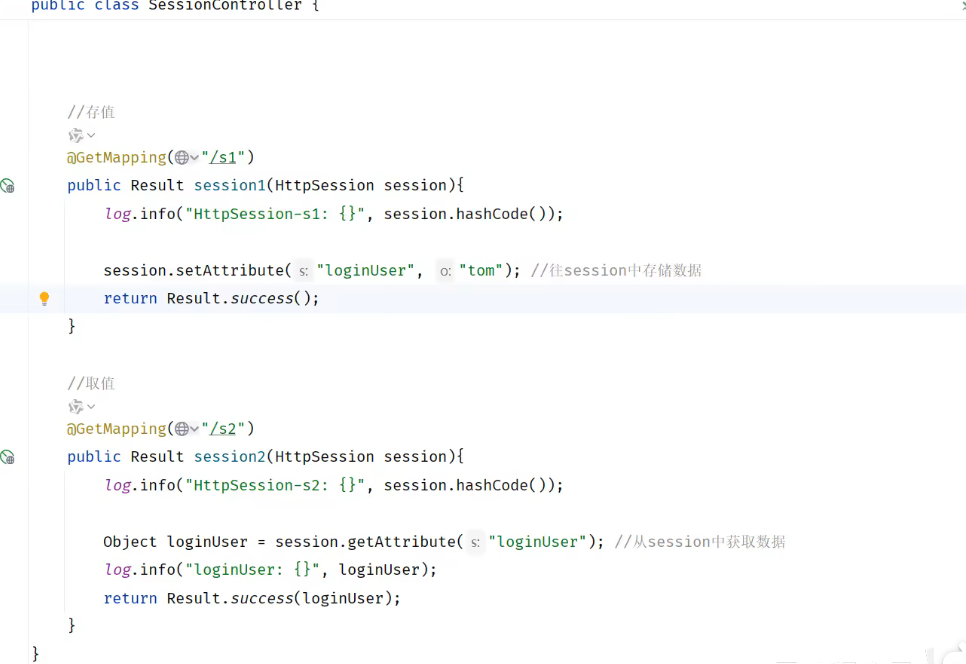 public class SessionController {
//存值
@GetMapping("/s1")
public Result session1(HttpSession session){
log.info("HttpSession-s1: {}", session.hashCode());
session.setAttribute( s: "loginUser", o: "tom"); //往session中存储数据
return Result.success();
}
//取值
@GetMapping("/s2")
public Result session2(HttpSession session){
log.info("HttpSession-s2: {}", session.hashCode());
Object loginUser = session.getAttribute( s: "loginUser"); //从session中获取数据
log.info("loginUser: {}", loginUser);
return Result.success(loginUser);
}
}